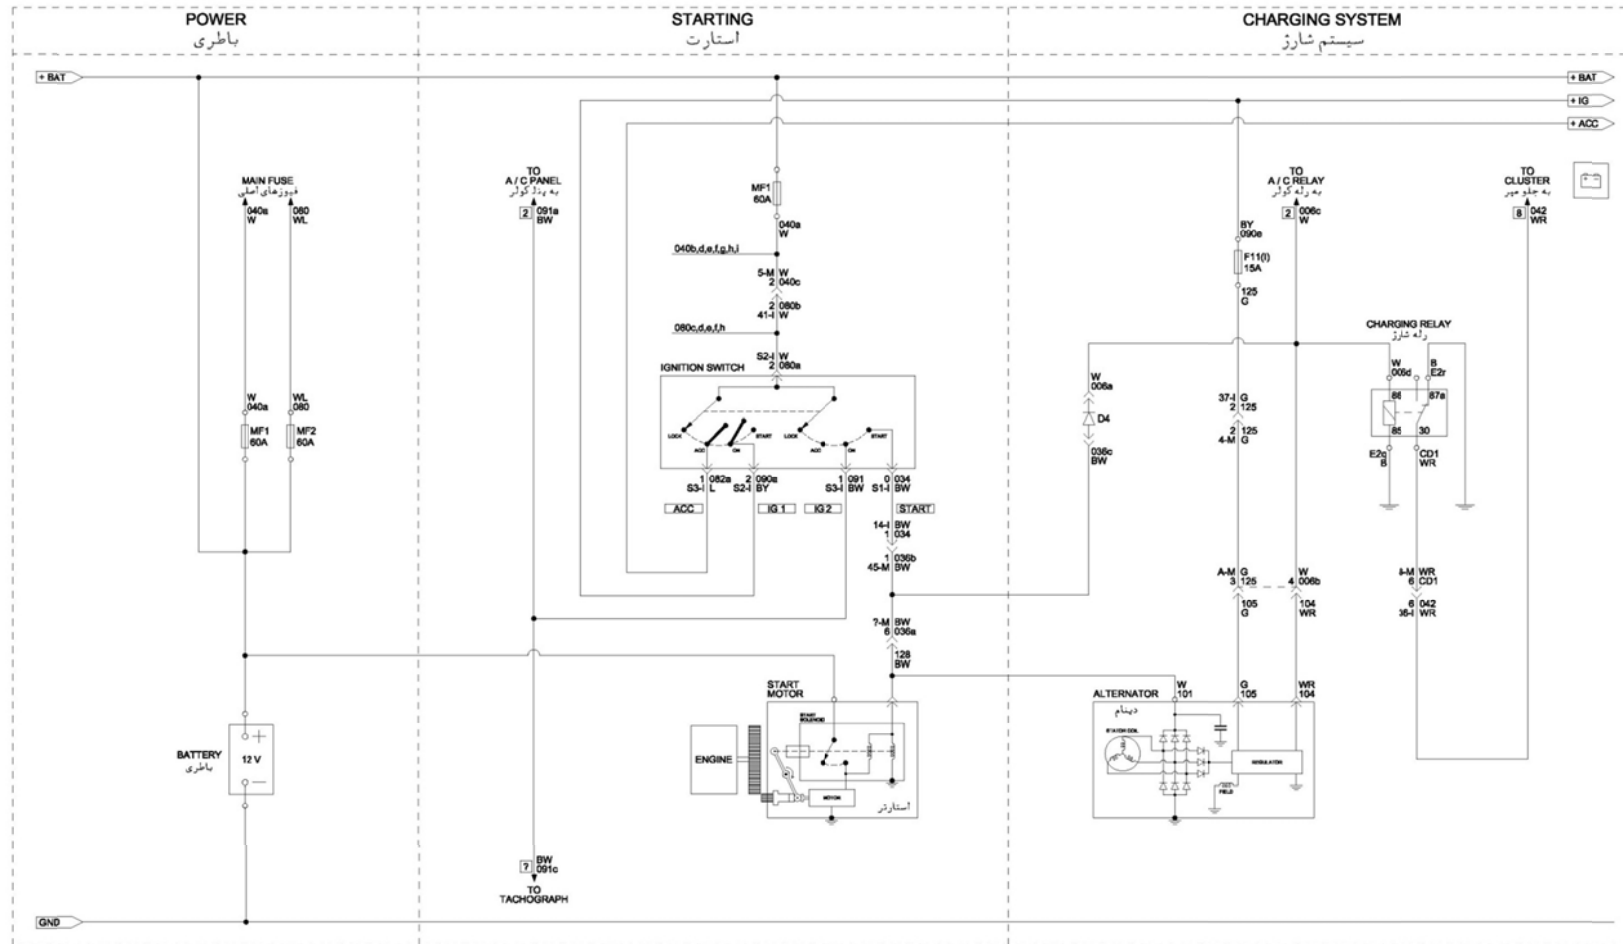 POWER
باطری
STARTING
استارت
CHARGING SYSTEM
سیستم شارژ
+ BAT
+ BAT
+ IG
+ ACC
MAIN FUSE
فیوزهای اصلی
040a
W
080
WL
TO
A / C PANEL
به پنل کولر
2
091a
BW
MF1
60A
040a
W
040b,d,e,f,g,h,i
5-M W
2 040c
2 080b
41-I W
080c,d,e,f,h
S2-I W
2 080a
IGNITION SWITCH
LOCK
ACC
ON
START
LOCK
ACC
ON
START
1 082a
S3-I L
2 090a
S2-I BY
1 091
S3-I BW
0 034
S1-I BW
ACC
IG 1
IG 2
START
14-I BW
1 034
1 036b
45-M BW
?-M BW
6 036a
128
BW
W
040a
MF1
60A
WL
080
MF2
60A
BATTERY
باطری
12 V
+
−
START
MOTOR
START
SOLENOID
ENGINE
MOTOR
استارتر
? BW
091c
TO
TACHOGRAPH
GND
BY
090e
F11(I)
15A
125
G
TO
A / C RELAY
به رله کولر
2
006c
W
TO
CLUSTER
به جلو مپر
8
042
WR
CHARGING RELAY
رله شارژ
W
006d
B
E2r
86
87a
85
30
E2q
B
CD1
WR
W
006a
D4
036c
BW
37-I G
2 125
2 125
4-M G
A-M G
3 125
105
G
W
4 006b
104
WR
WR
6 CD1
6 042
WR
ALTERNATOR
دینام
W
101
G
105
WR
104
STATOR COIL
REGULATOR
FIELD